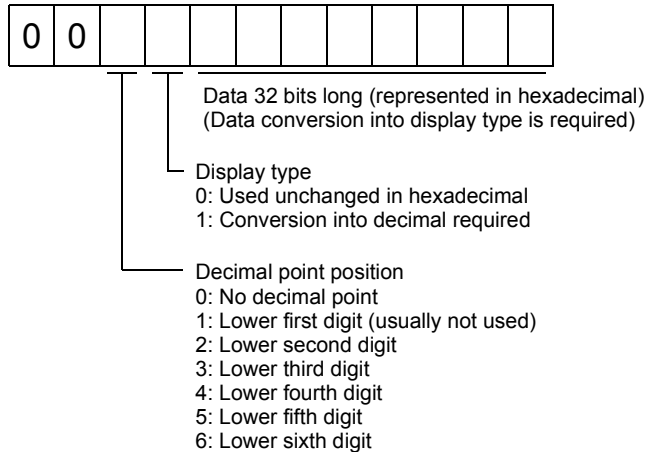 0 0
Data 32 bits long (represented in hexadecimal)
(Data conversion into display type is required)
Display type
0: Used unchanged in hexadecimal
1: Conversion into decimal required
Decimal point position
0: No decimal point
1: Lower first digit (usually not used)
2: Lower second digit
3: Lower third digit
4: Lower fourth digit
5: Lower fifth digit
6: Lower sixth digit